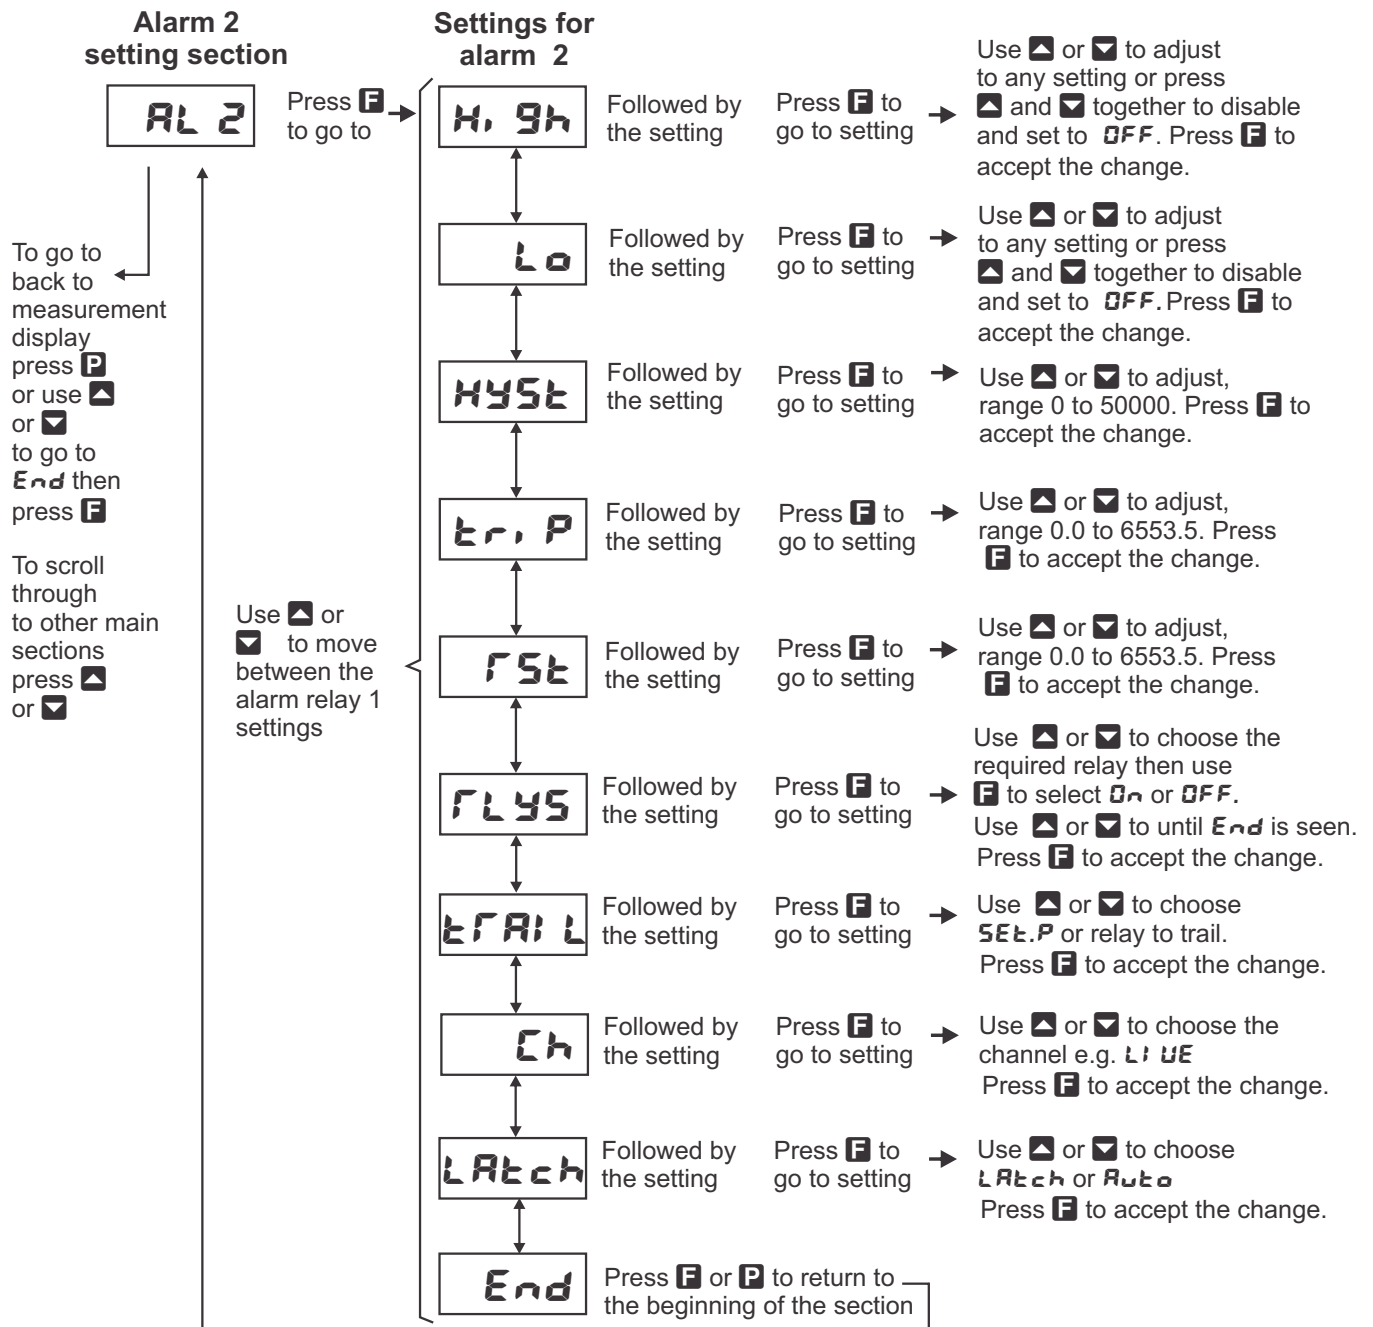 Alarm 2
setting section
AL 2
Press F
to go to
To go to
back to
measurement
display
press P
or use ▲
or ▼
to go to
End then
press F
To scroll
through
to other main
sections
press ▲
or ▼
Use ▲ or
▼ to move
between the
alarm relay 1
settings
Settings for
alarm 2
High
Followed by
the setting
Press F to
go to setting
Use ▲ or ▼ to adjust
to any setting or press
▲ and ▼ together to disable
and set to OFF. Press F to
accept the change.
Lo
Followed by
the setting
Press F to
go to setting
Use ▲ or ▼ to adjust
to any setting or press
▲ and ▼ together to disable
and set to OFF. Press F to
accept the change.
HYSt
Followed by
the setting
Press F to
go to setting
Use ▲ or ▼ to adjust,
range 0 to 50000. Press F to
accept the change.
triP
Followed by
the setting
Press F to
go to setting
Use ▲ or ▼ to adjust,
range 0.0 to 6553.5. Press
F to accept the change.
rSt
Followed by
the setting
Press F to
go to setting
Use ▲ or ▼ to adjust,
range 0.0 to 6553.5. Press
F to accept the change.
rLYS
Followed by
the setting
Press F to
go to setting
Use ▲ or ▼ to choose the
required relay then use
F to select On or OFF.
Use ▲ or ▼ to until End is seen.
Press F to accept the change.
trAIL
Followed by
the setting
Press F to
go to setting
Use ▲ or ▼ to choose
SEt.P or relay to trail.
Press F to accept the change.
Ch
Followed by
the setting
Press F to
go to setting
Use ▲ or ▼ to choose the
channel e.g. LIVE
Press F to accept the change.
LAtch
Followed by
the setting
Press F to
go to setting
Use ▲ or ▼ to choose
LAtch or Auto
Press F to accept the change.
End
Press F or P to return to
the beginning of the section